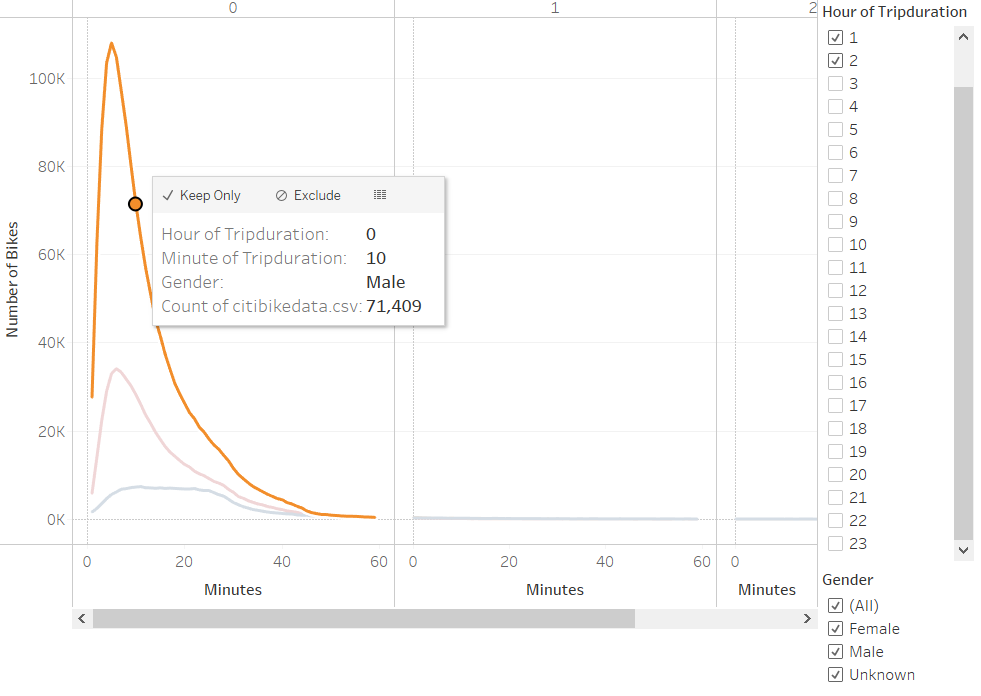 0 1 2
Hour of Tripduration
1
2
3
4
5
6
7
8
9
10
11
12
13
14
15
16
17
18
19
20
21
22
23
Number of Bikes
100K
80K
60K
40K
20K
0K
Keep Only Exclude
Hour of Tripduration: 0
Minute of Tripduration: 10
Gender: Male
Count of citibikedata.csv: 71,409
0 20 40 60 0 20 40 60 0
Minutes Minutes Minutes
Gender
(All)
Female
Male
Unknown